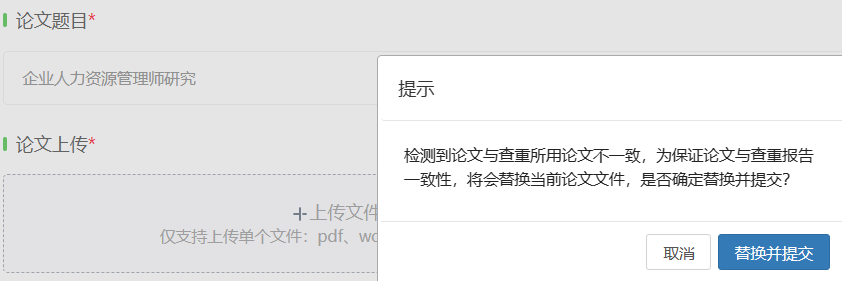 论文题目*
企业人力资源管理师研究
论文上传*
+上传文件
仅支持上传单个文件：pdf、wo
提示
检测到论文与查重所用论文不一致，为保证论文与查重报告
一致性，将会替换当前论文文件，是否确定替换并提交？
取消
替换并提交